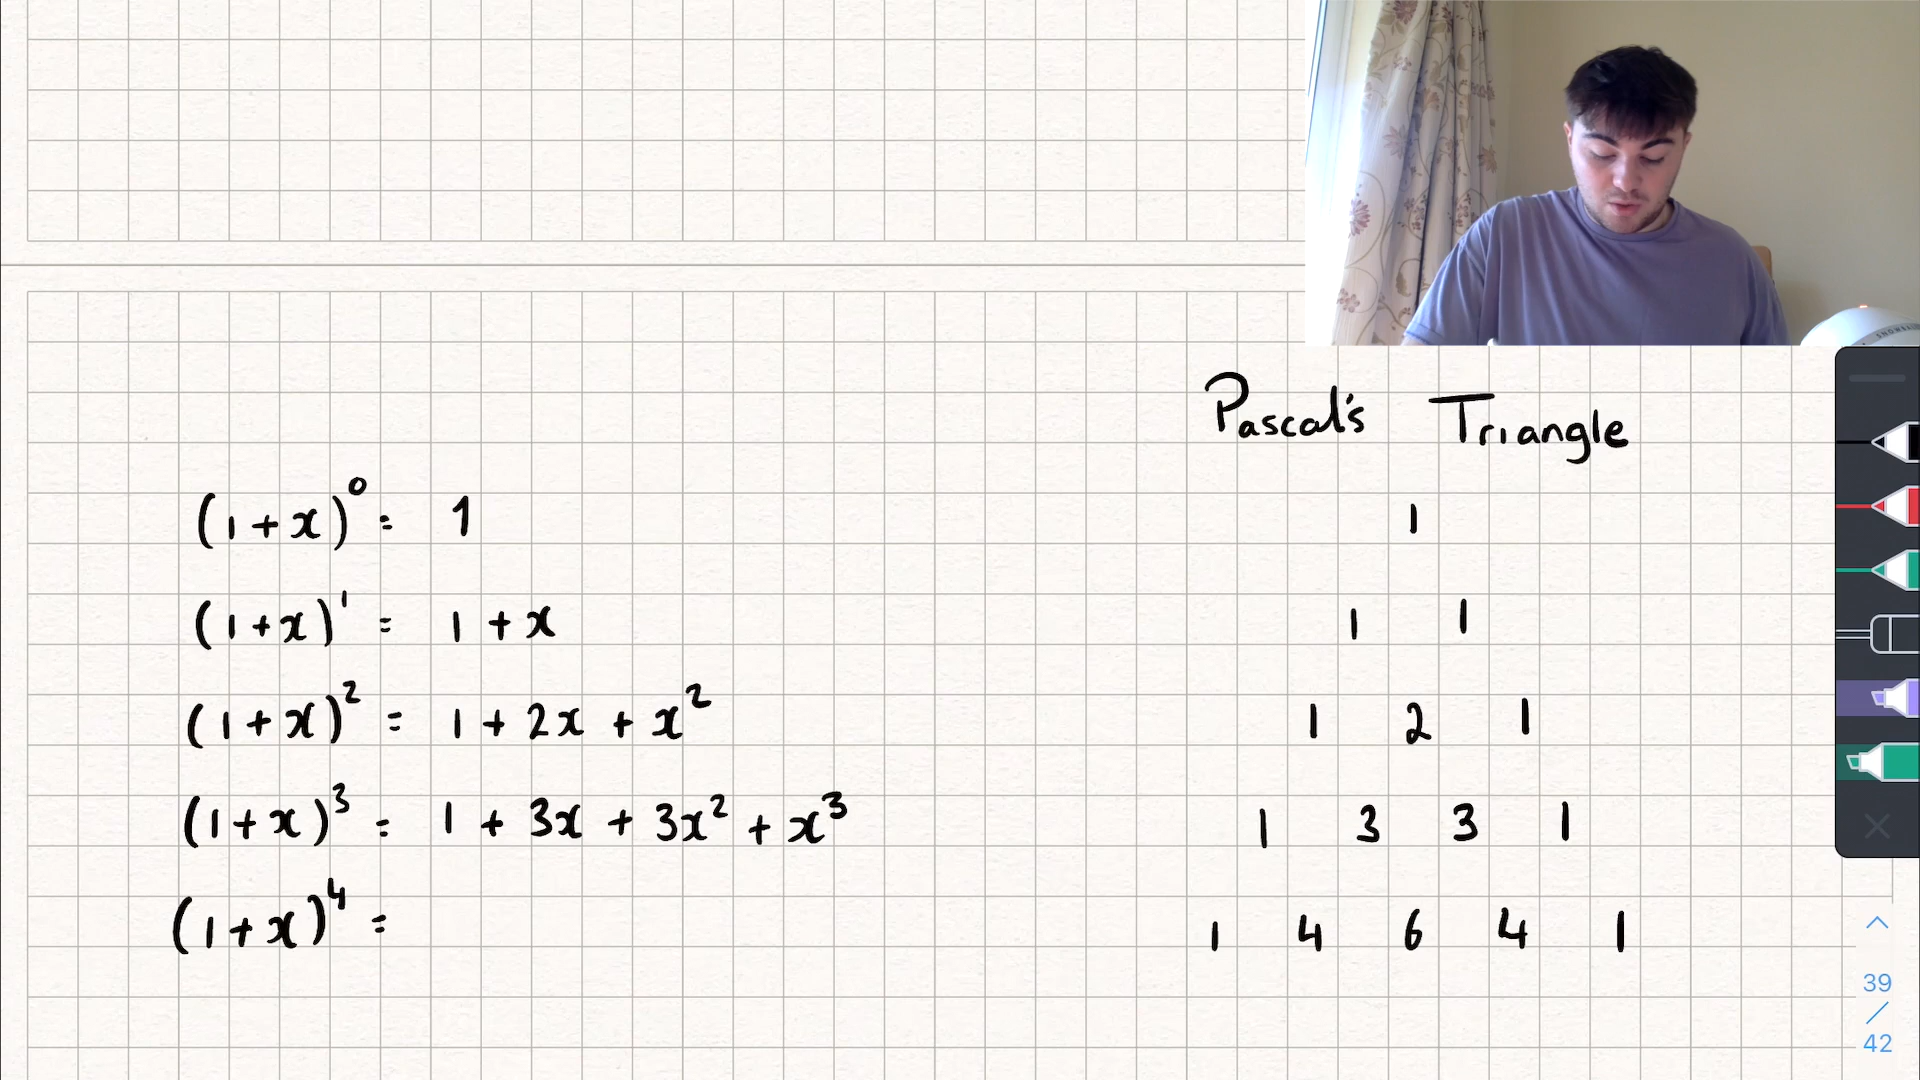 Pascal's Triangle
(1+x)⁰ = 1
1
(1+x)¹ = 1 + x
1 1
(1+x)² = 1 + 2x + x²
1 2 1
(1+x)³ = 1 + 3x + 3x² + x³
1 3 3 1
(1+x)⁴ =
1 4 6 4 1
39
/
42